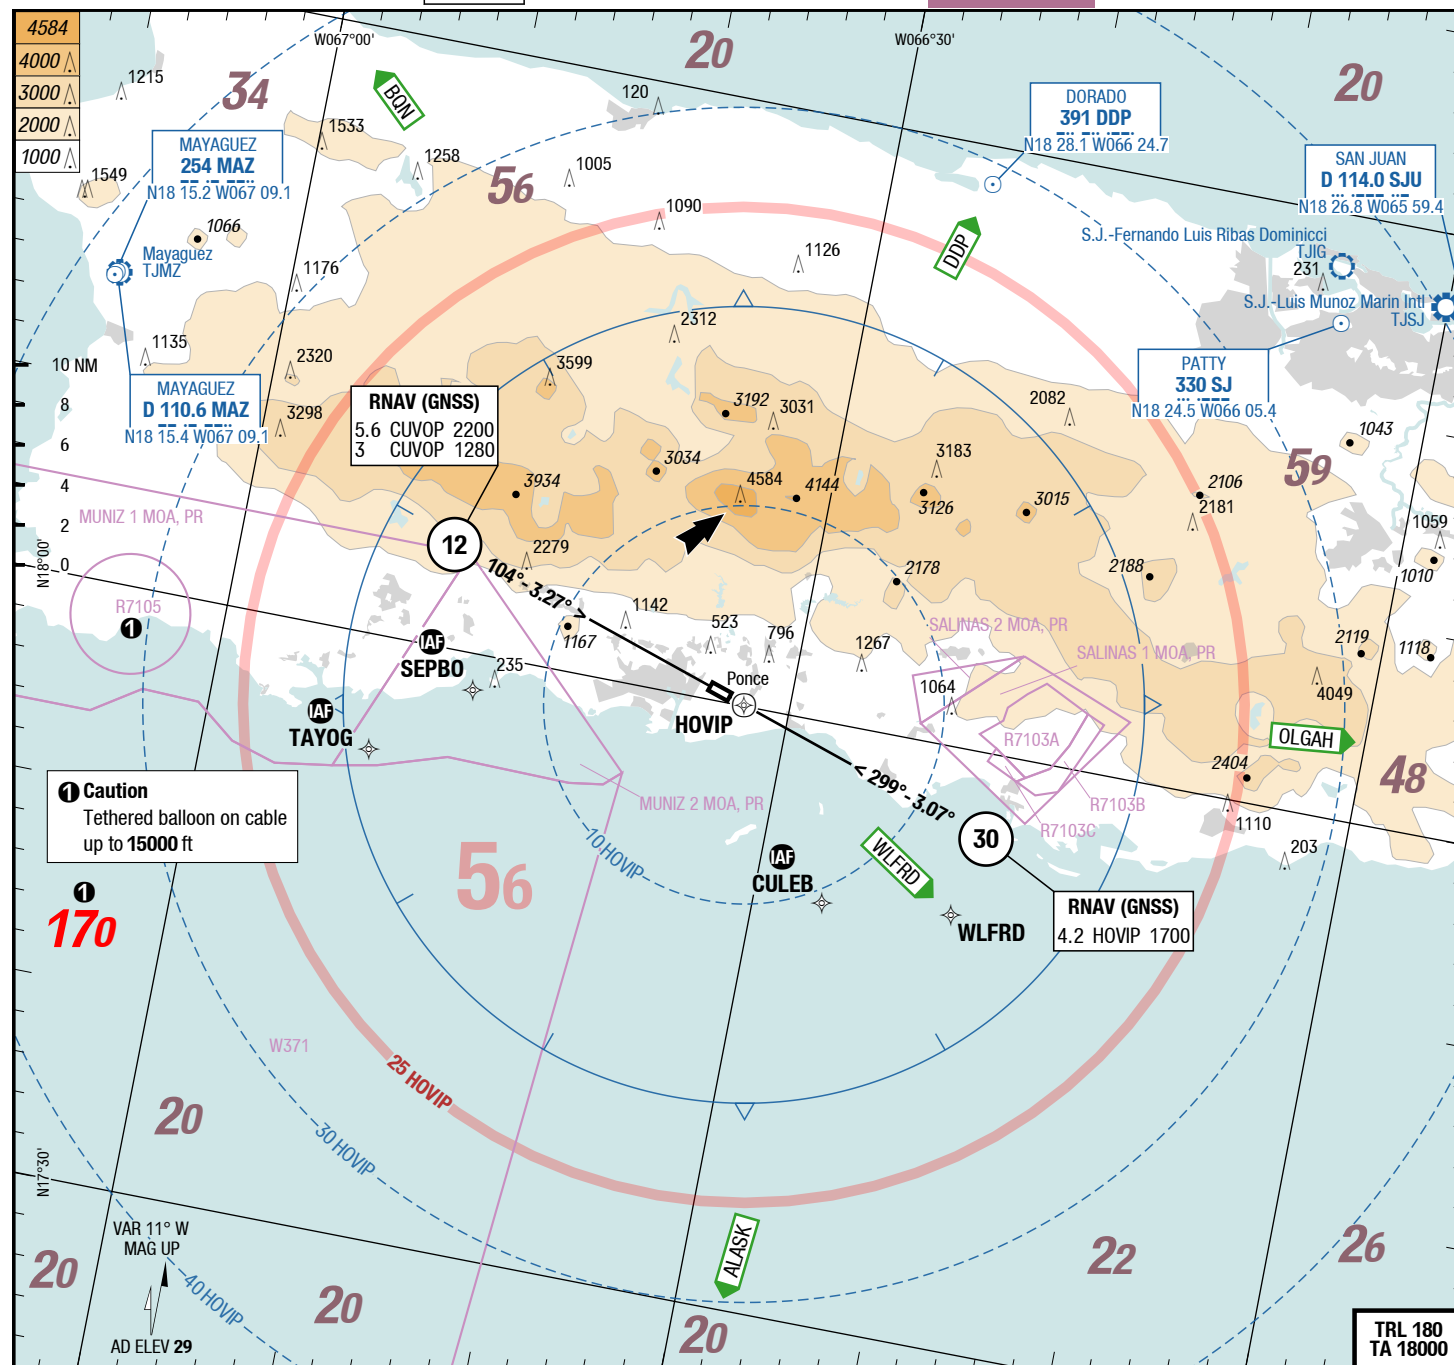 4584
4000
3000
2000
1000
1215
34
W067°00'
BQN
20
W066°30'
20
120
DORADO
391 DDP
N18 28.1 W066 24.7
MAYAGUEZ
254 MAZ
N18 15.2 W067 09.1
1533
1258
1005
56
1549
SAN JUAN
D 114.0 SJU
N18 26.8 W065 59.4
1066
1090
1126
DDP
S.J.-Fernando Luis Ribas Dominicci
TJIG
231
Mayaguez
TJMZ
1176
S.J.-Luis Munoz Marin Intl
TJSJ
1135
2320
2312
10 NM
8
6
4
2
0
MAYAGUEZ
D 110.6 MAZ
N18 15.4 W067 09.1
3298
3599
RNAV (GNSS)
5.6 CUVOP 2200
3 CUVOP 1280
3192
3031
2082
PATTY
330 SJ
N18 24.5 W066 05.4
1043
59
3034
3183
3934
4584
4144
3126
3015
2106
2181
1059
MUNIZ 1 MOA, PR
N18°00'
12
2279
104° - 3.27° >
2178
2188
1010
R7105
1
1167
1142
523
796
1267
SALINAS 2 MOA, PR
SALINAS 1 MOA, PR
2119
1118
IAF
SEPBO
235
Ponce
HOVIP
1064
4049
IAF
TAYOG
R7103A
OLGAH
2404
48
1 Caution
Tethered balloon on cable
up to 15000 ft
MUNIZ 2 MOA, PR
< 299° - 3.07°
R7103B
R7103C
1110
203
10 HOVIP
30
56
IAF
CULEB
WLFRD
WLFRD
RNAV (GNSS)
4.2 HOVIP 1700
1
170
W371
25 HOVIP
20
30 HOVIP
N17°30'
VAR 11° W
MAG UP
ALASK
22
26
20
40 HOVIP
20
20
AD ELEV 29
TRL 180
TA 18000